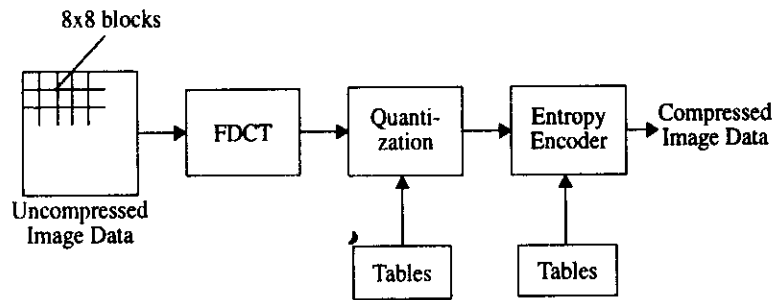 8x8 blocks
Uncompressed
Image Data
FDCT
Quanti-
zation
Entropy
Encoder
Compressed
Image Data
Tables
Tables